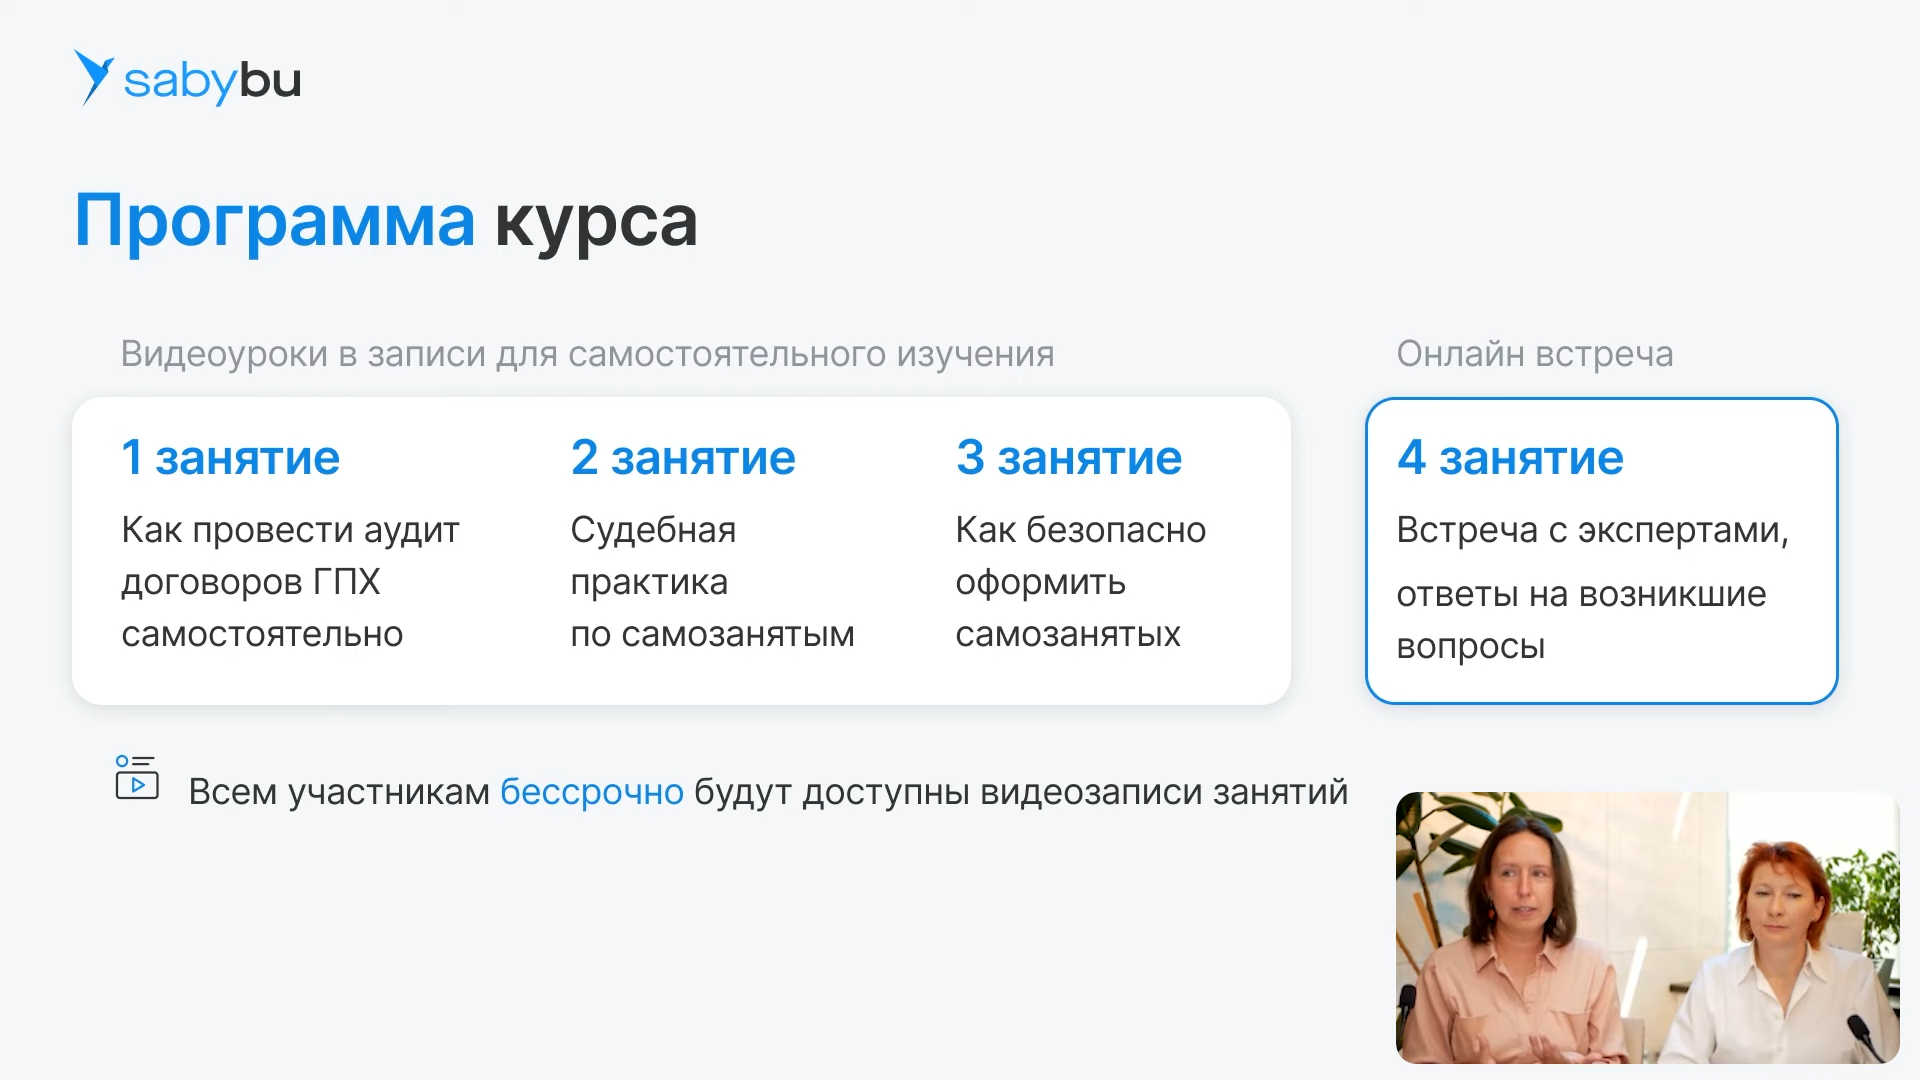 sabybu
Программа курса
Видеоуроки в записи для самостоятельного изучения
1 занятие
Как провести аудит
договоров ГПХ
самостоятельно
2 занятие
Судебная
практика
по самозанятым
3 занятие
Как безопасно
оформить
самозанятых
Онлайн встреча
4 занятие
Встреча с экспертами,
ответы на возникшие
вопросы
Всем участникам бессрочно будут доступны видеозаписи занятий